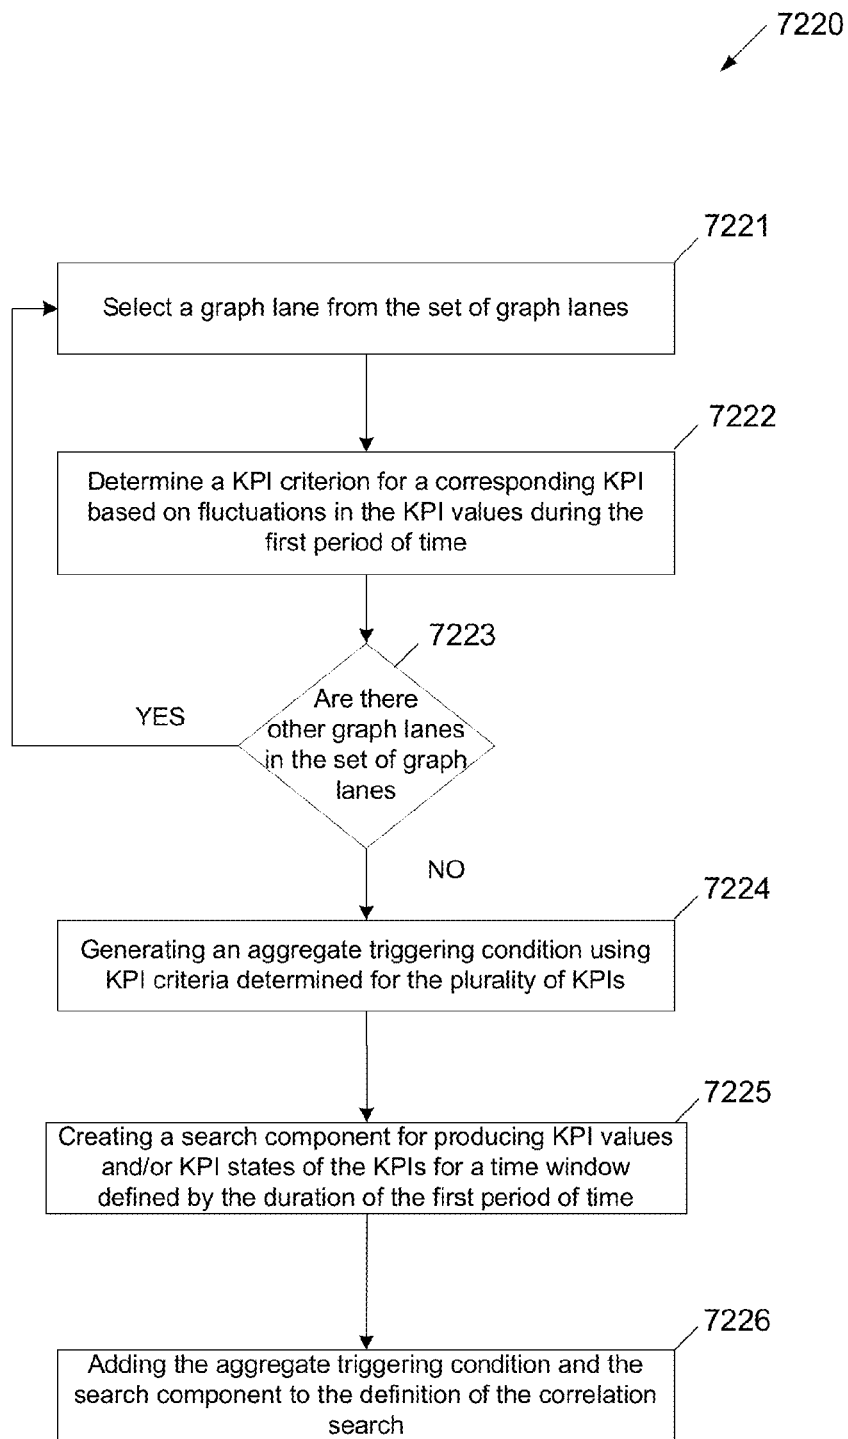 7220
7221
Select a graph lane from the set of graph lanes
7222
Determine a KPI criterion for a corresponding KPI
based on fluctuations in the KPI values during the
first period of time
7223
Are there
other graph lanes
in the set of graph
lanes
YES
NO
7224
Generating an aggregate triggering condition using
KPI criteria determined for the plurality of KPIs
7225
Creating a search component for producing KPI values
and/or KPI states of the KPIs for a time window
defined by the duration of the first period of time
7226
Adding the aggregate triggering condition and the
search component to the definition of the correlation
search